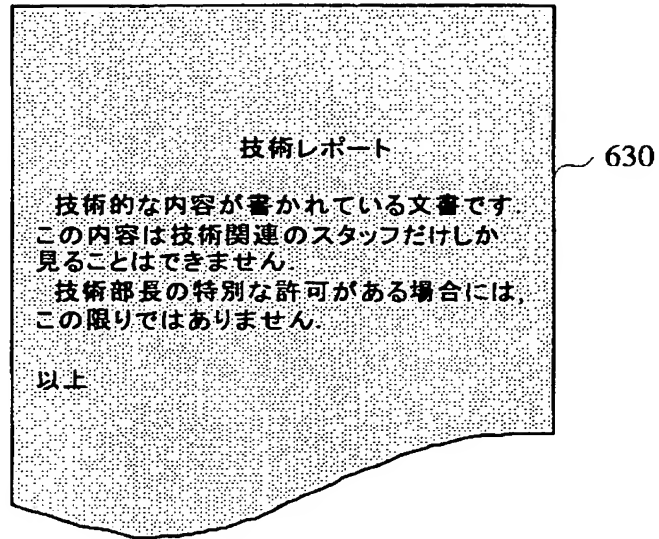 技術レポート
630
技術的な内容が書かれている文書です.
この内容は技術関連のスタッフだけしか
見ることはできません.
技術部長の特別な許可がある場合には,
この限りではありません.
以上